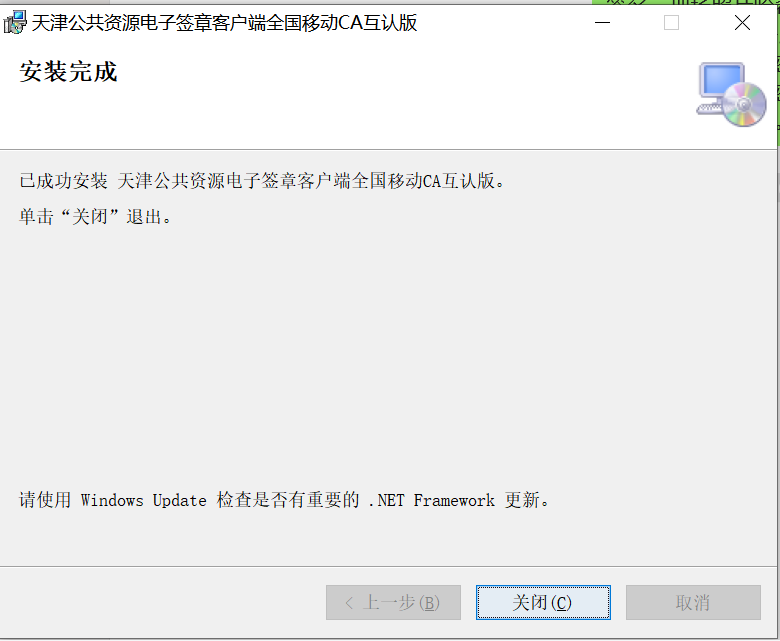 天津公共资源电子签章客户端全国移动CA互认版
安装完成
已成功安装 天津公共资源电子签章客户端全国移动CA互认版。
单击“关闭”退出。
请使用 Windows Update 检查是否有重要的 .NET Framework 更新。
< 上一步(B)
关闭(C)
取消